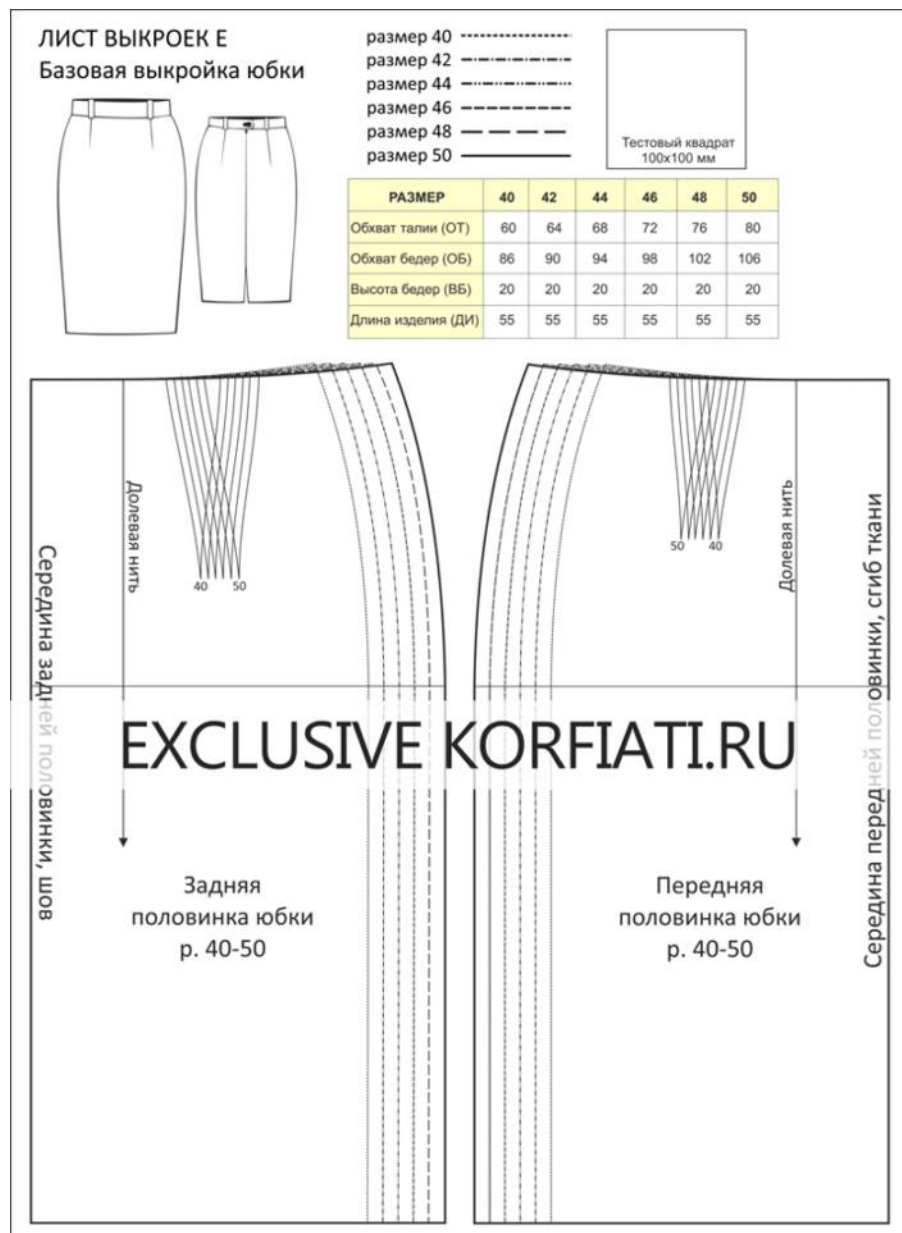 ЛИСТ ВЫКРОЕК Е
Базовая выкройка юбки
размер 40
размер 42
размер 44
размер 46
размер 48
размер 50
Тестовый квадрат
100х100 мм
РАЗМЕР 40 42 44 46 48 50
Обхват талии (ОТ) 60 64 68 72 76 80
Обхват бедер (ОБ) 86 90 94 98 102 106
Высота бедер (ВБ) 20 20 20 20 20 20
Длина изделия (ДИ) 55 55 55 55 55 55
Середина задней половинки, шов
Долевая нить
40 50
50 40
Долевая нить
Середина передней половинки, сгиб ткани
EXCLUSIVE KORFIATI.RU
Задняя
половинка юбки
р. 40-50
Передняя
половинка юбки
р. 40-50